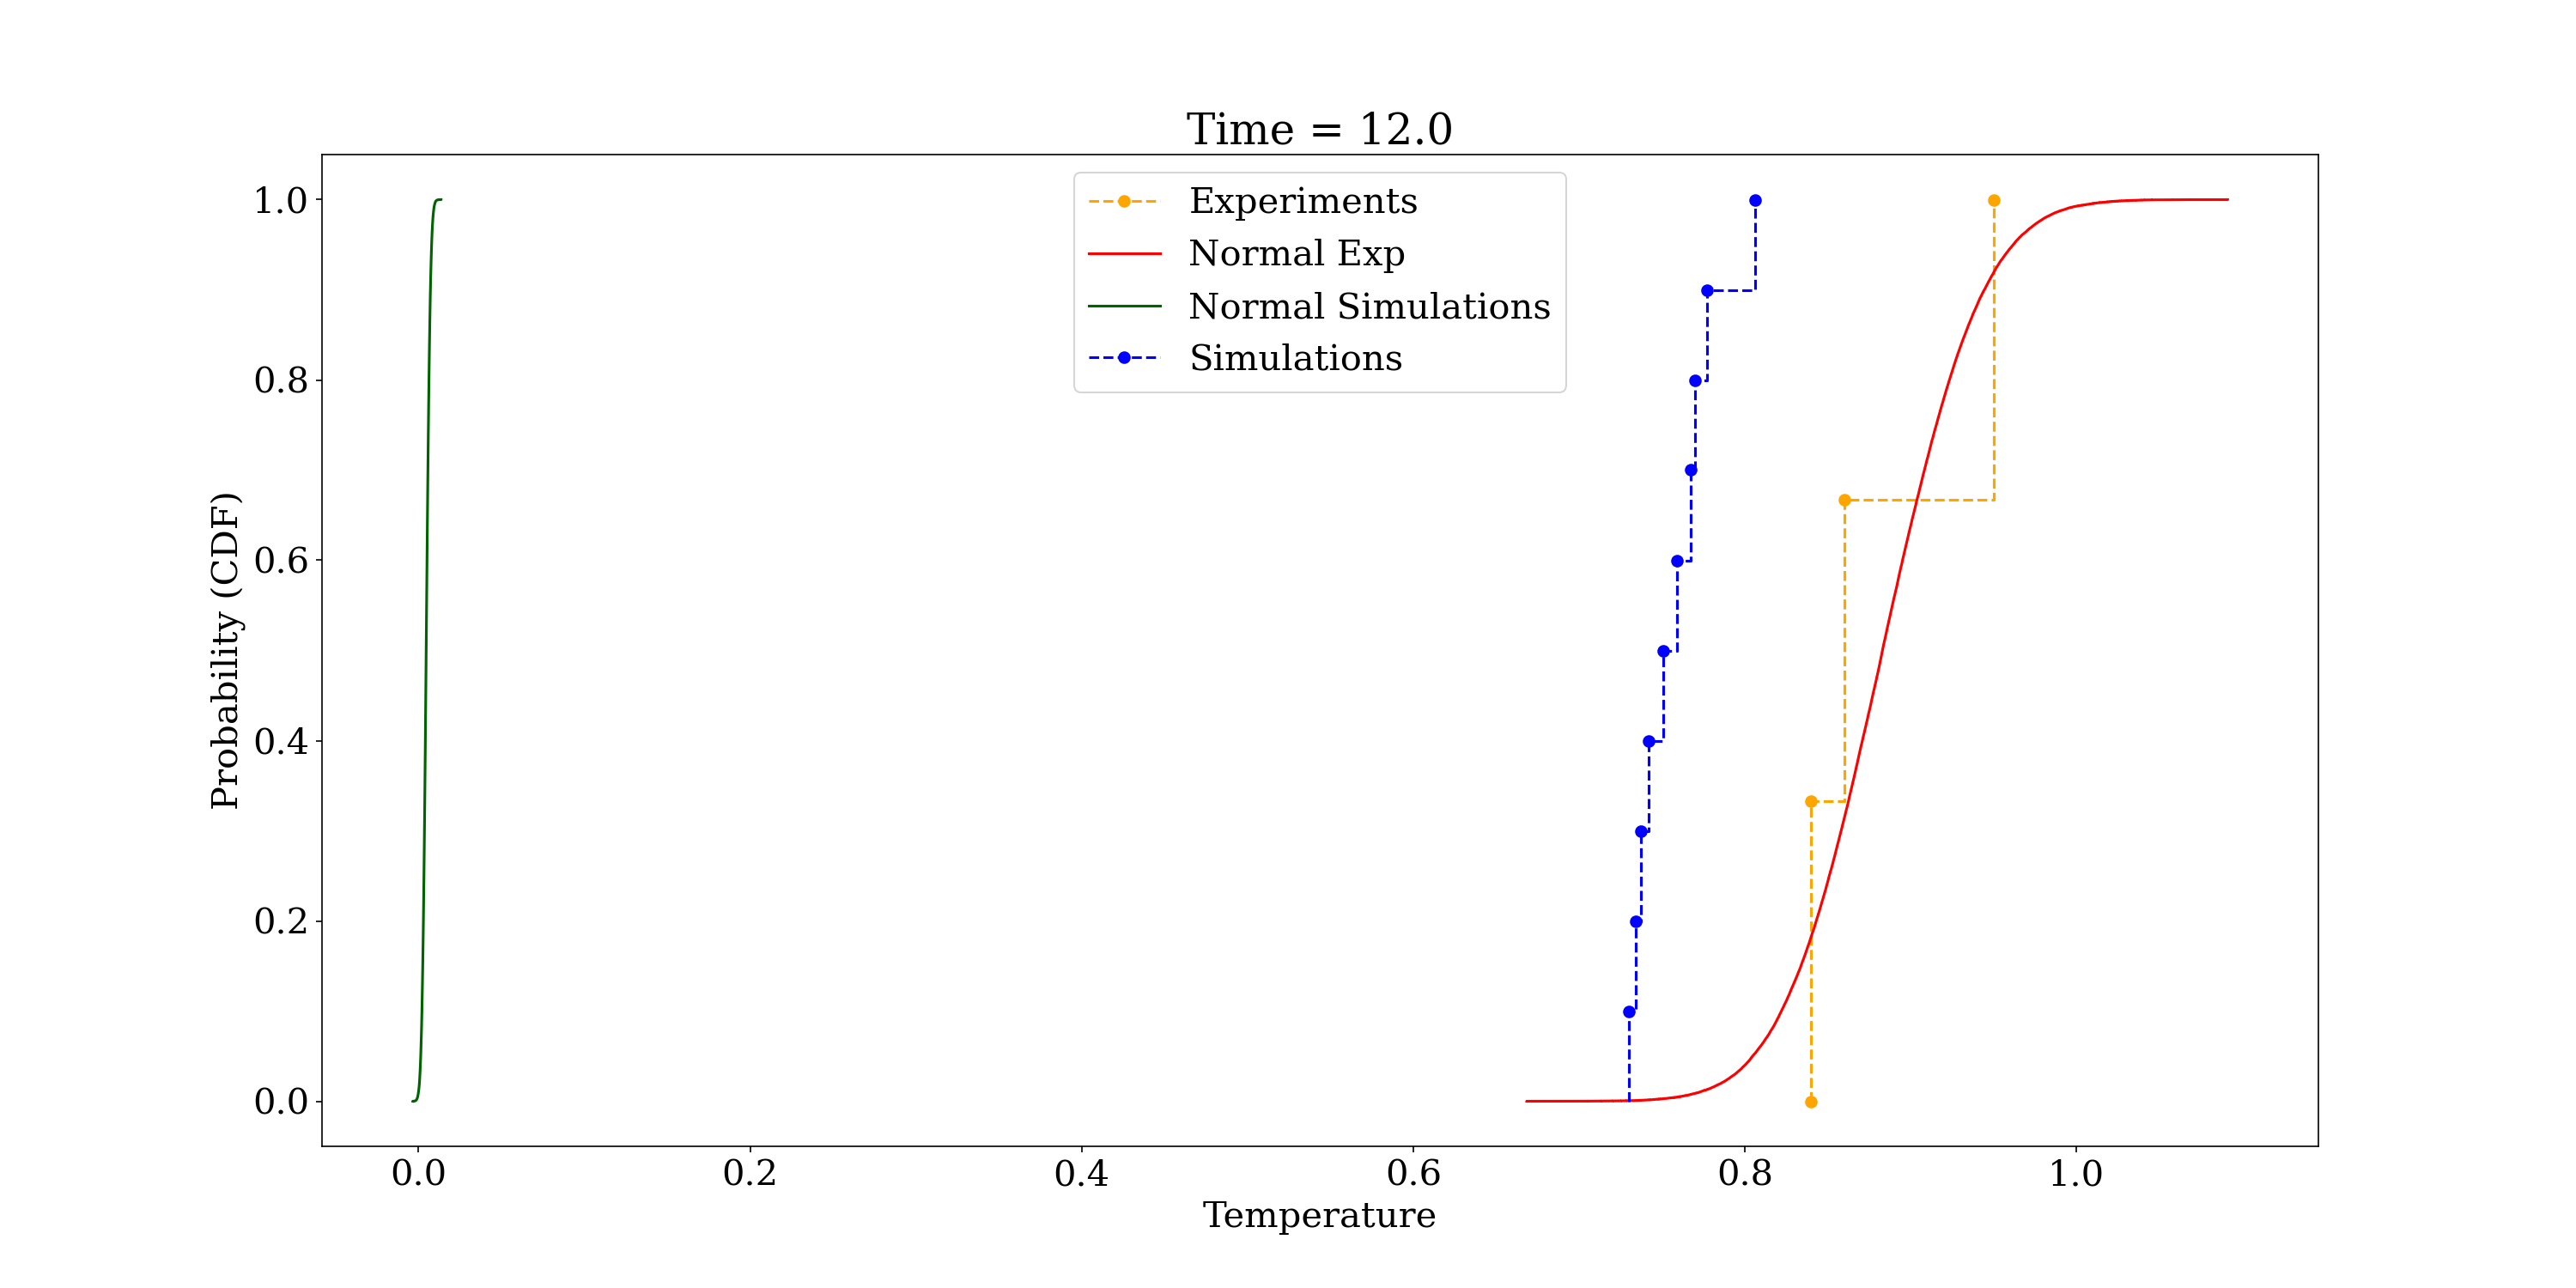 Time = 12.0
Experiments
Normal Exp
Normal Simulations
Simulations
Probability (CDF)
1.0
0.8
0.6
0.4
0.2
0.0
0.0 0.2 0.4 0.6 0.8 1.0
Temperature